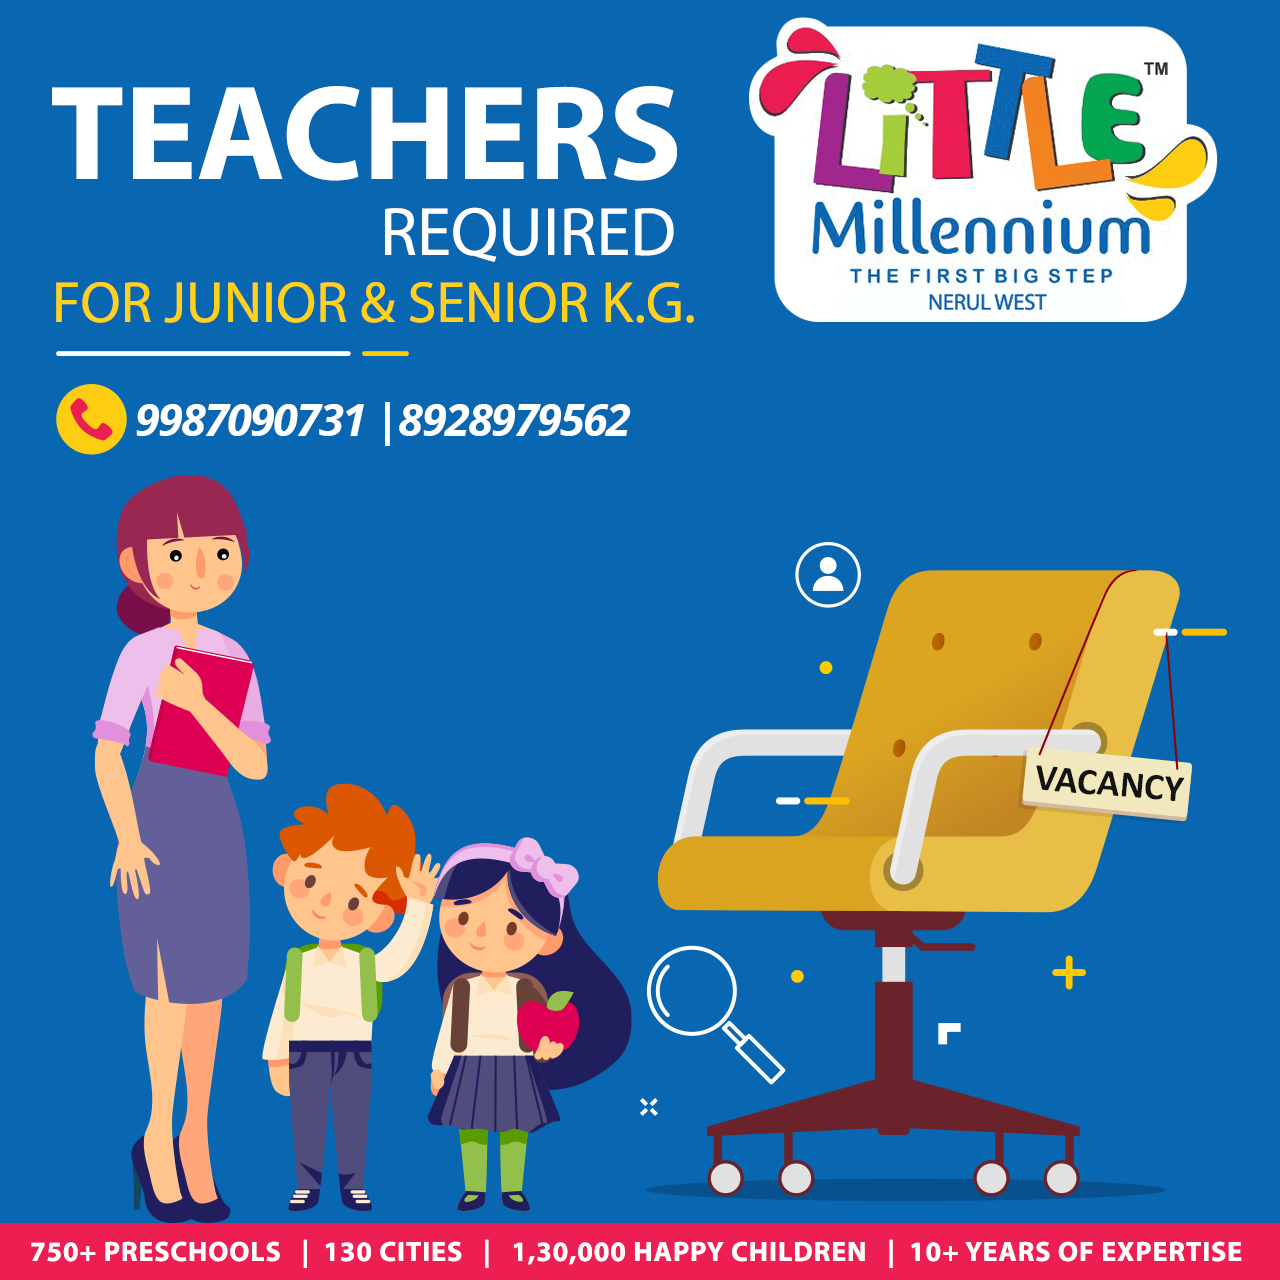 TEACHERS
REQUIRED
FOR JUNIOR & SENIOR K.G.
9987090731 |8928979562
LiTTLE TM
Millennium
THE FIRST BIG STEP
NERUL WEST
VACANCY
750+ PRESCHOOLS | 130 CITIES | 1,30,000 HAPPY CHILDREN | 10+ YEARS OF EXPERTISE